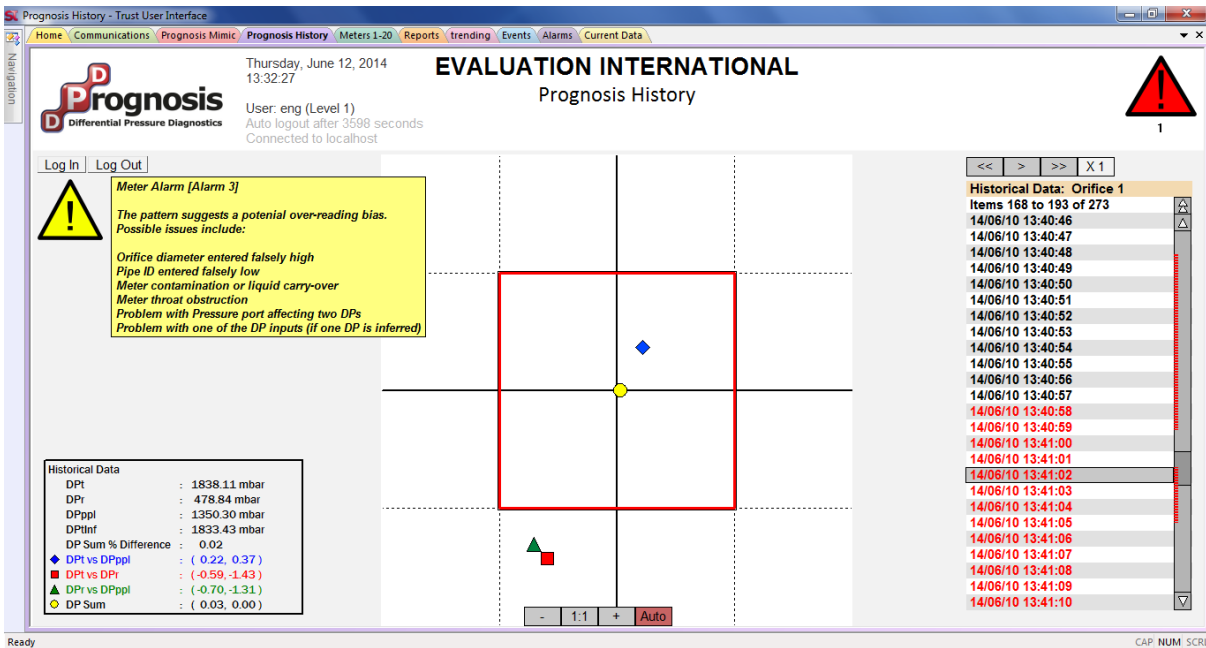 Prognosis History - Trust User Interface
Home Communications Prognosis Mimic Prognosis History Meters 1-20 Reports trending Events Alarms Current Data
Navigation
Prognosis
Differential Pressure Diagnostics
D
D
Thursday, June 12, 2014
13:32:27
User: eng (Level 1)
Auto logout after 3598 seconds
Connected to localhost
EVALUATION INTERNATIONAL
Prognosis History
!
1
Log In Log Out
!
Meter Alarm [Alarm 3]
The pattern suggests a potenial over-reading bias.
Possible issues include:
Orifice diameter entered falsely high
Pipe ID entered falsely low
Meter contamination or liquid carry-over
Meter throat obstruction
Problem with Pressure port affecting two DPs
Problem with one of the DP inputs (if one DP is inferred)
Historical Data
DPt : 1838.11 mbar
DPr : 478.84 mbar
DPppl : 1350.30 mbar
DPtInf : 1833.43 mbar
DP Sum % Difference : 0.02
DPt vs DPppl : ( 0.22, 0.37 )
DPt vs DPr : ( -0.59, -1.43 )
DPr vs DPppl : ( -0.70, -1.31 )
DP Sum : ( 0.03, 0.00 )
- 1:1 + Auto
<< > >> X 1
Historical Data: Orifice 1
Items 168 to 193 of 273
14/06/10 13:40:46
14/06/10 13:40:47
14/06/10 13:40:48
14/06/10 13:40:49
14/06/10 13:40:50
14/06/10 13:40:51
14/06/10 13:40:52
14/06/10 13:40:53
14/06/10 13:40:54
14/06/10 13:40:55
14/06/10 13:40:56
14/06/10 13:40:57
14/06/10 13:40:58
14/06/10 13:40:59
14/06/10 13:41:00
14/06/10 13:41:01
14/06/10 13:41:02
14/06/10 13:41:03
14/06/10 13:41:04
14/06/10 13:41:05
14/06/10 13:41:06
14/06/10 13:41:07
14/06/10 13:41:08
14/06/10 13:41:09
14/06/10 13:41:10
Ready
CAP NUM SCRL